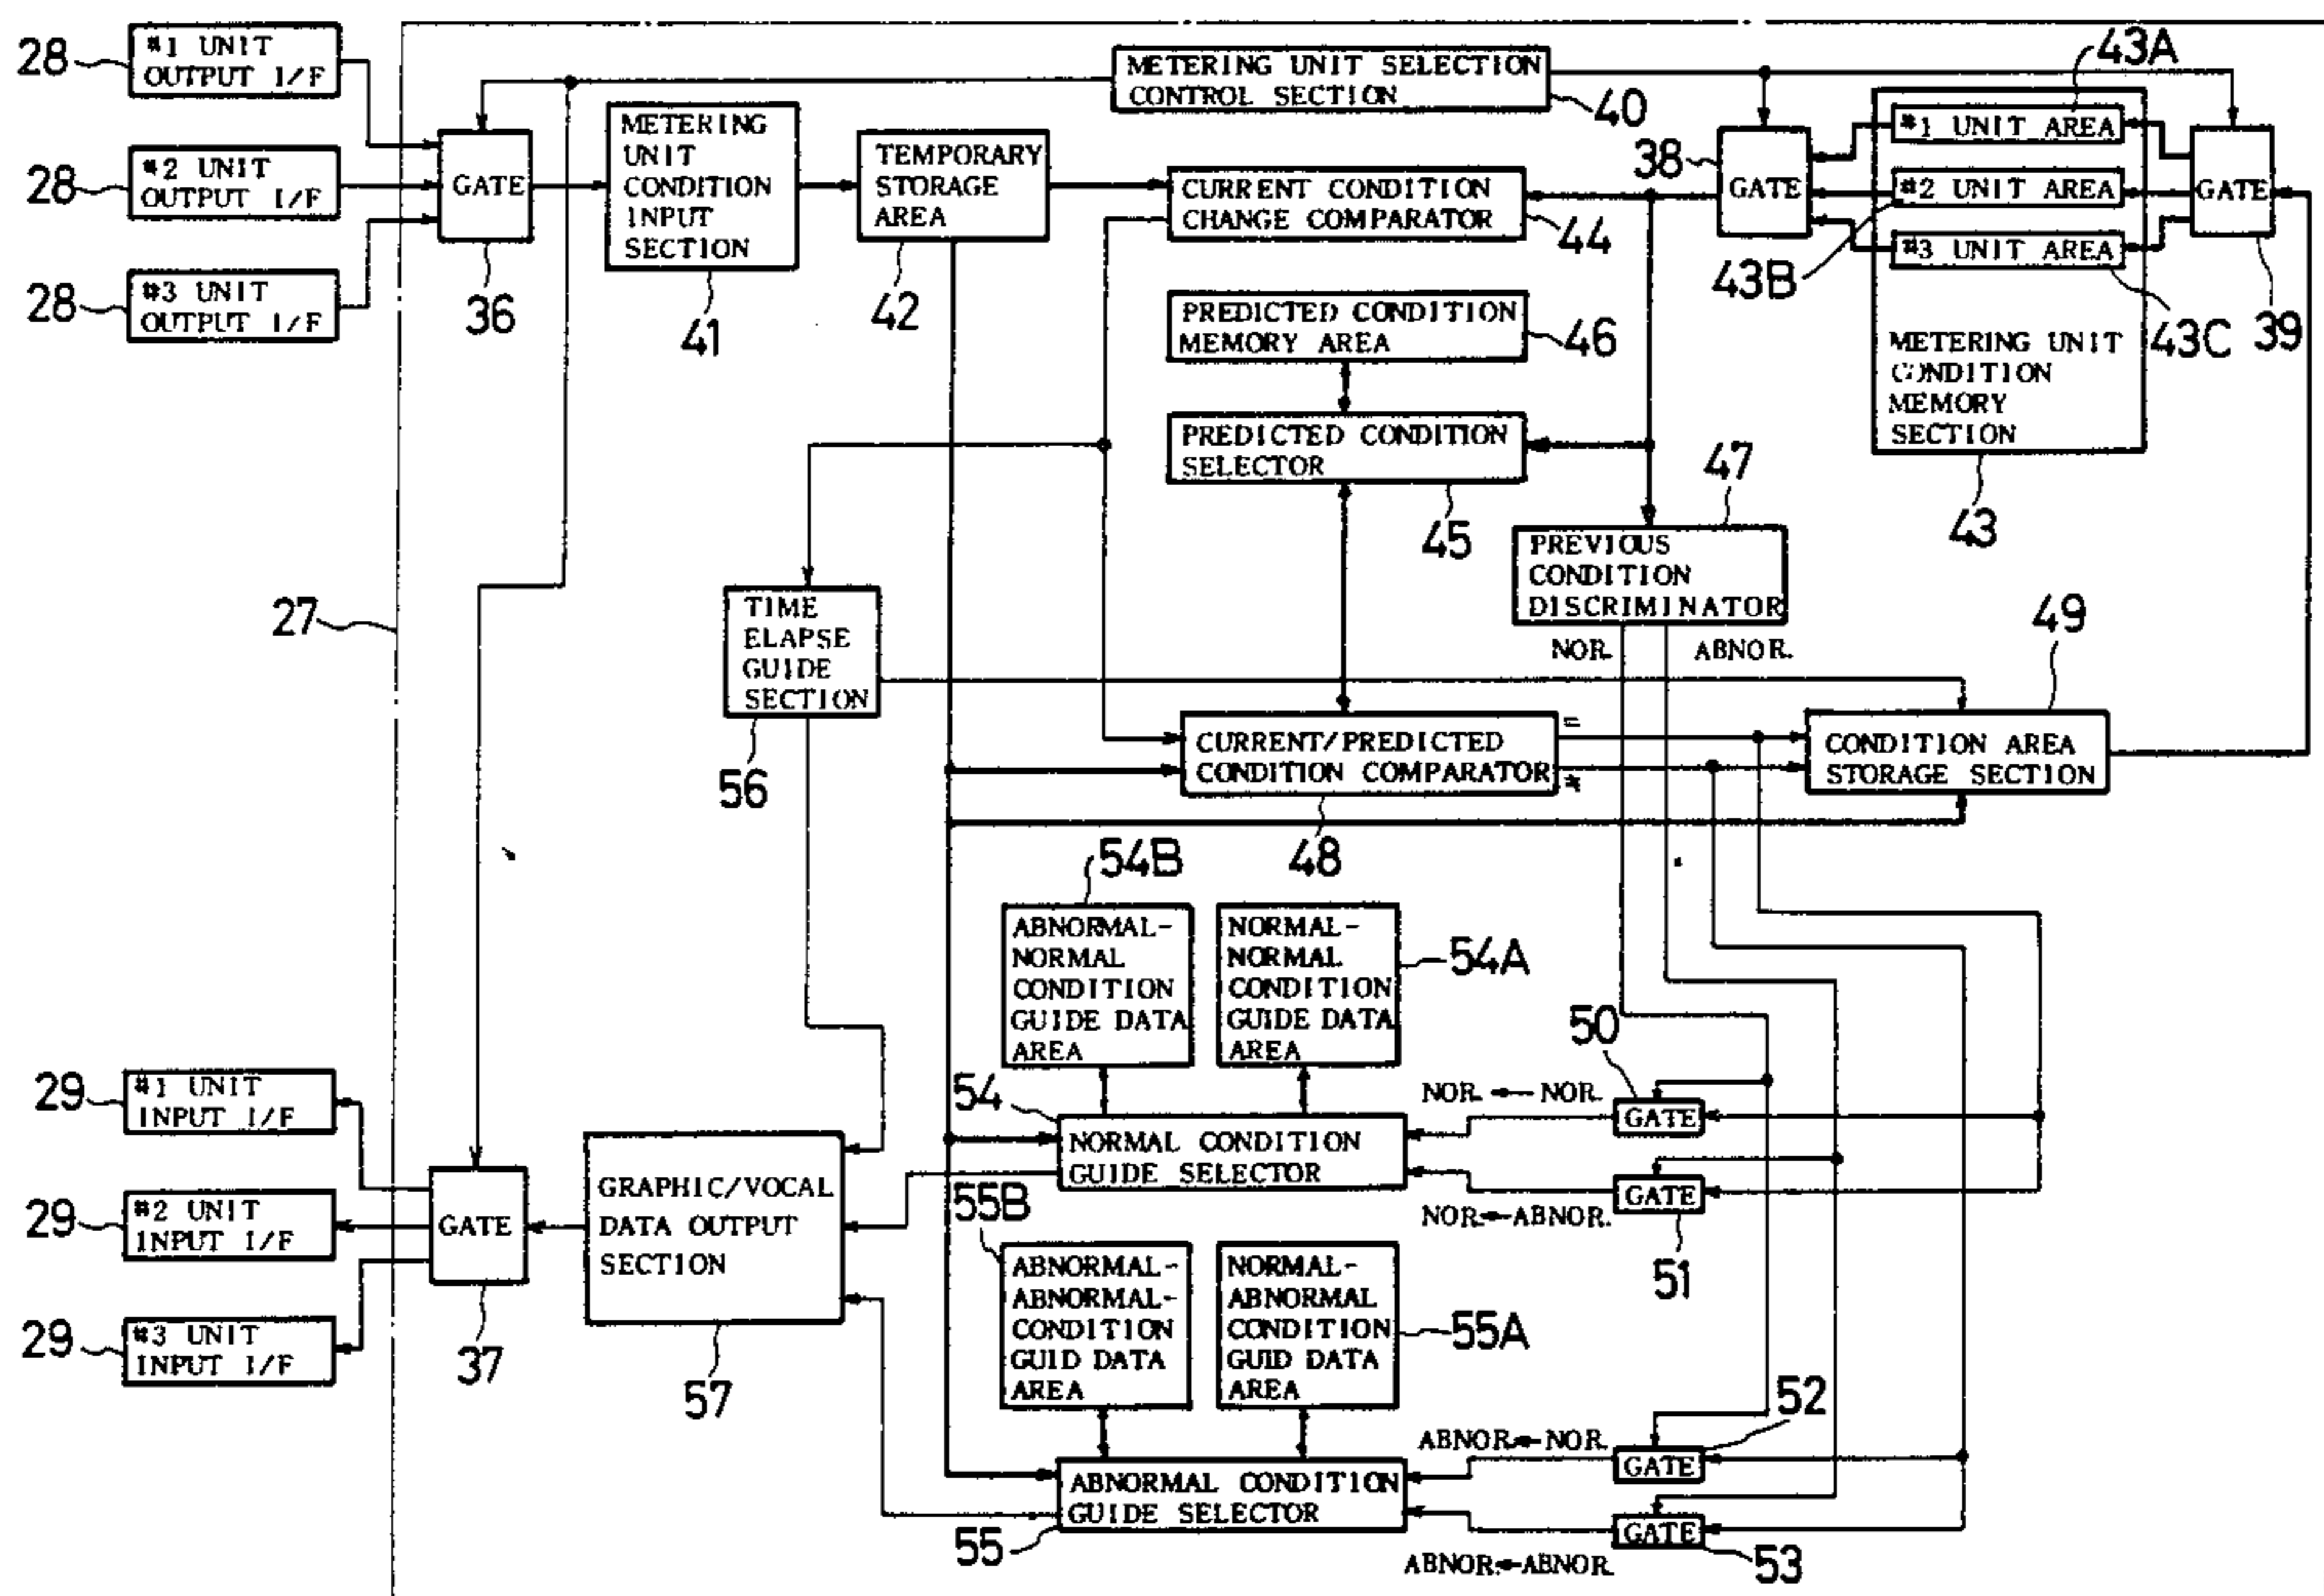 28
#1 UNIT
OUTPUT I/F
28
#2 UNIT
OUTPUT I/F
28
#3 UNIT
OUTPUT I/F
GATE
36
METERING
UNIT
CONDITION
INPUT
SECTION
41
TEMPORARY
STORAGE
AREA
42
METERING UNIT SELECTION
CONTROL SECTION
40
CURRENT CONDITION
CHANGE COMPARATOR
44
38
GATE
43A
#1 UNIT AREA
#2 UNIT AREA
#3 UNIT AREA
43B
43C
METERING UNIT
CONDITION
MEMORY
SECTION
43
GATE
39
PREDICTED CONDITION
MEMORY AREA
46
PREDICTED CONDITION
SELECTOR
45
47
PREVIOUS
CONDITION
DISCRIMINATOR
NOR.
ABNOR.
27
TIME
ELAPSE
GUIDE
SECTION
56
CURRENT/PREDICTED
CONDITION COMPARATOR
=
≠
48
49
CONDITION AREA
STORAGE SECTION
54B
ABNORMAL-
NORMAL
CONDITION
GUIDE DATA
AREA
NORMAL-
NORMAL
CONDITION
GUIDE DATA
AREA
54A
54
NORMAL CONDITION
GUIDE SELECTOR
NOR. ← NOR.
50
GATE
NOR.←ABNOR.
GATE
51
29
#1 UNIT
INPUT I/F
29
#2 UNIT
INPUT I/F
29
#3 UNIT
INPUT I/F
GATE
37
GRAPHIC/VOCAL
DATA OUTPUT
SECTION
57
55B
ABNORMAL-
ABNORMAL-
CONDITION
GUID DATA
AREA
NORMAL-
ABNORMAL
CONDITION
GUID DATA
AREA
55A
ABNORMAL CONDITION
GUIDE SELECTOR
55
ABNOR.←NOR.
52
GATE
ABNOR.←ABNOR.
GATE
53